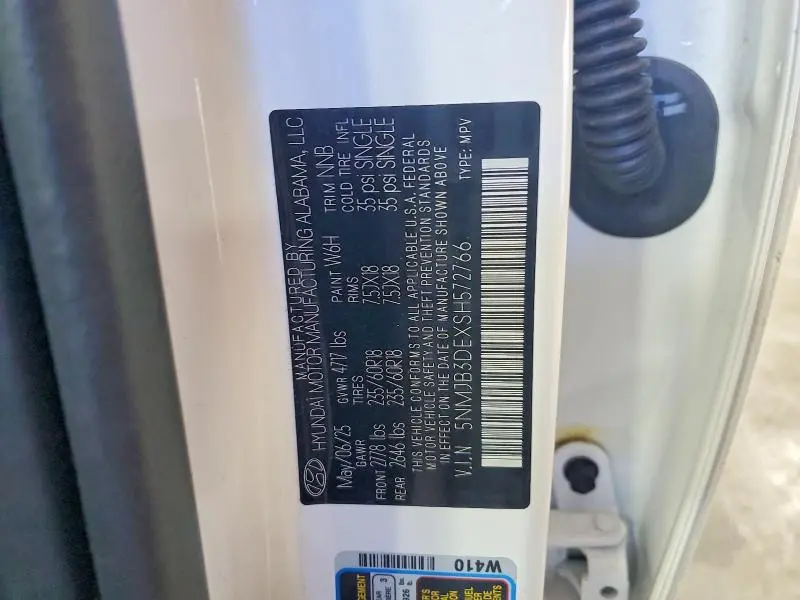 MANUFACTURED BY
HYUNDAI MOTOR MANUFACTURING ALABAMA, LLC
May/06/25 GVWR 4717 lbs PAINT W6H TRIM NNB
GAWR TIRES RIMS COLD TIRE INFL
FRONT 2778 lbs 235/60R18 7.5JX18 35 psi SINGLE
REAR 2646 lbs 235/60R18 7.5JX18 35 psi SINGLE
THIS VEHICLE CONFORMS TO ALL APPLICABLE U.S.A. FEDERAL
MOTOR VEHICLE SAFETY AND THEFT PREVENTION STANDARDS
IN EFFECT ON THE DATE OF MANUFACTURE SHOWN ABOVE
V.I.N 5NMJB3DEXSH572766 TYPE: MPV
W410
3